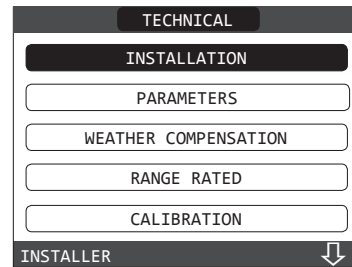 TECHNICAL
INSTALLATION
PARAMETERS
WEATHER COMPENSATION
RANGE RATED
CALIBRATION
INSTALLER